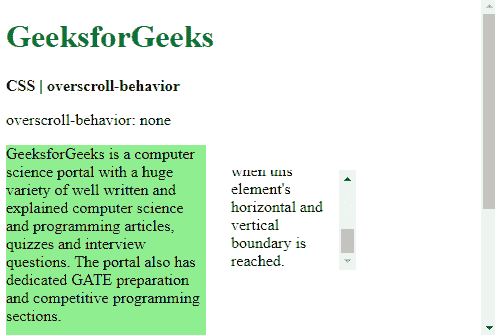 GeeksforGeeks
CSS | overscroll-behavior
overscroll-behavior: none
GeeksforGeeks is a computer
science portal with a huge
variety of well written and
explained computer science
and programming articles,
quizzes and interview
questions. The portal also has
dedicated GATE preparation
and competitive programming
sections.
when this
element's
horizontal and
vertical
boundary is
reached.